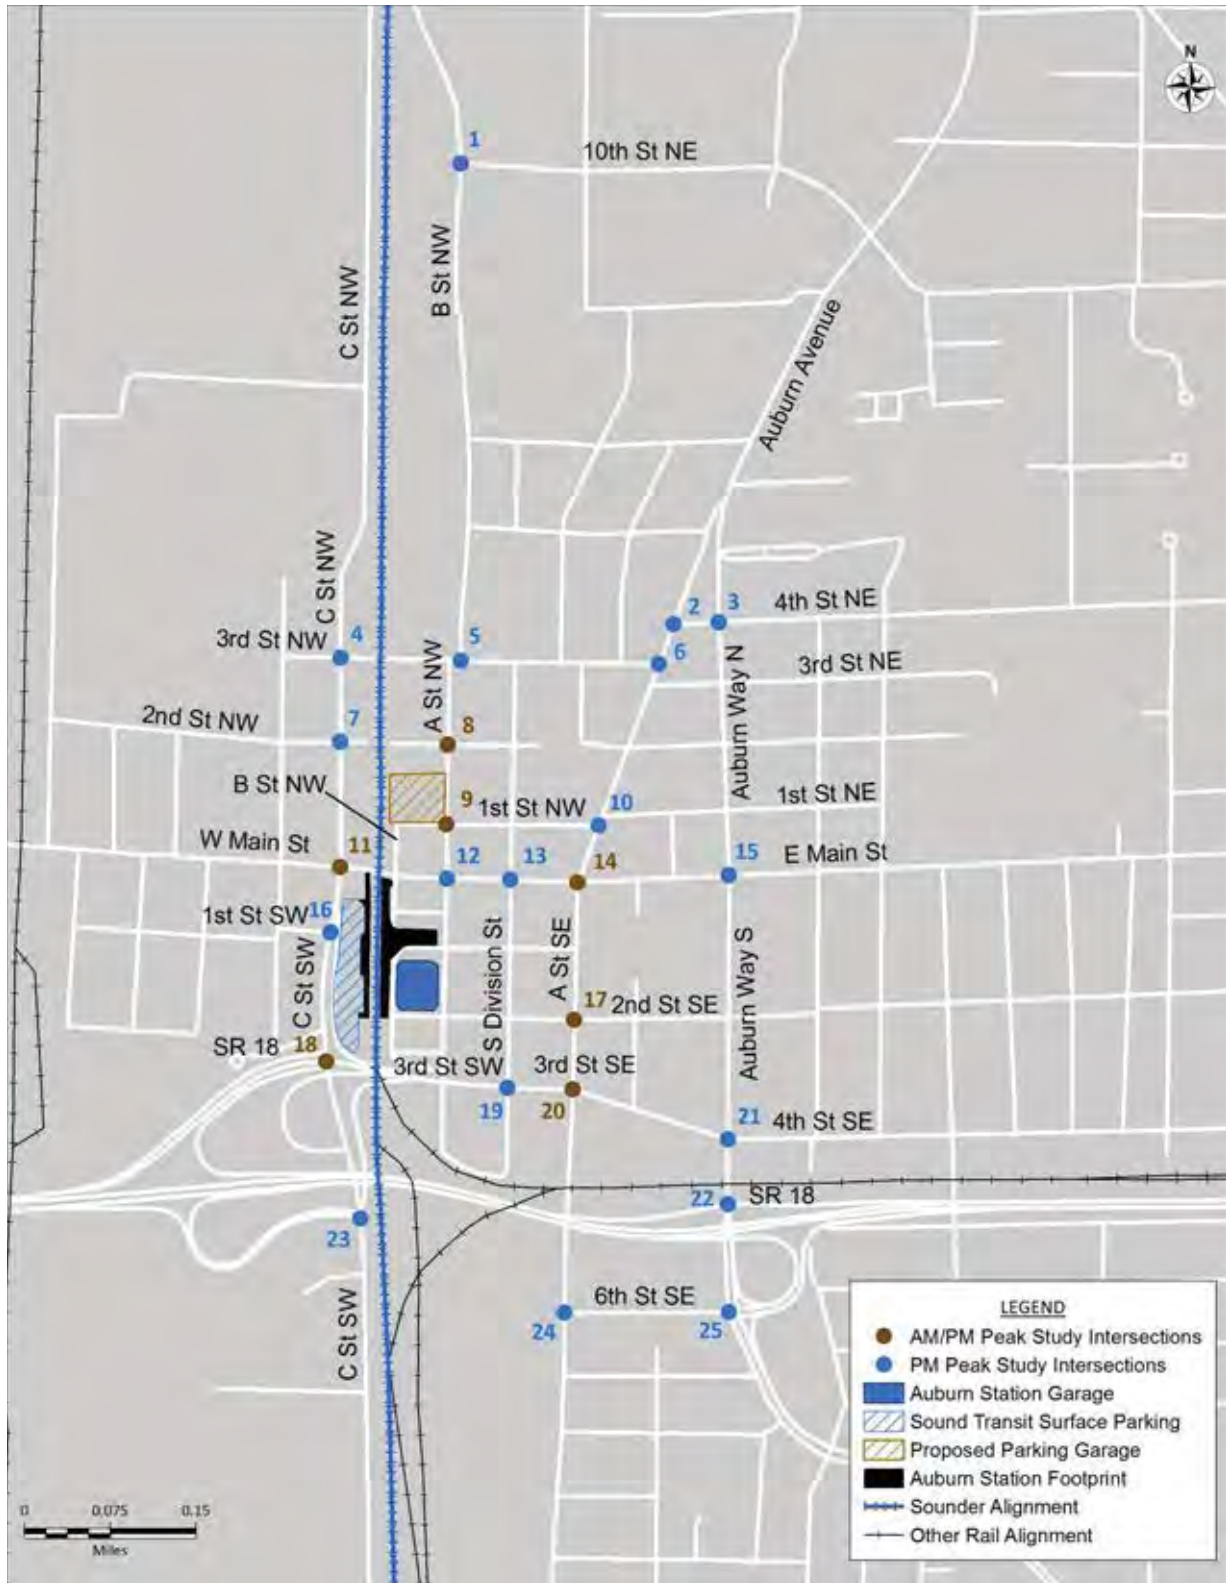 N
1
10th St NE
B St NW
C St NW
Auburn Avenue
C St NW
2
3
4th St NE
3rd St NW
4
5
6
3rd St NE
A St NW
Auburn Way N
2nd St NW
7
8
B St NW
9
1st St NW
10
1st St NE
W Main St
11
12
13
14
15
E Main St
1st St SW
16
C St SW
S Division St
A St SE
17
2nd St SE
Auburn Way S
SR 18
18
3rd St SW
3rd St SE
19
20
21
4th St SE
22
SR 18
23
C St SW
6th St SE
24
25
LEGEND
AM/PM Peak Study Intersections
PM Peak Study Intersections
Auburn Station Garage
Sound Transit Surface Parking
Proposed Parking Garage
Auburn Station Footprint
Sounder Alignment
Other Rail Alignment
0 0.075 0.15
Miles